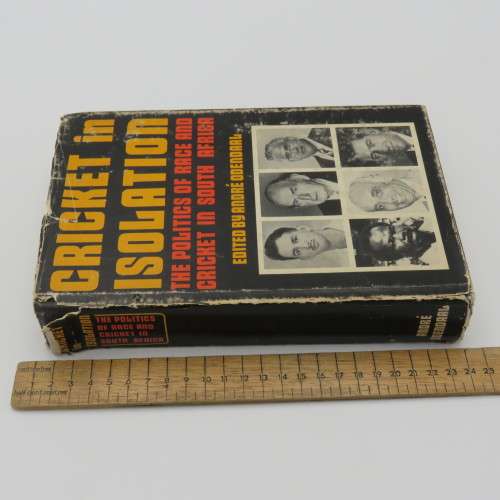 CRICKET in
ISOLATION
THE POLITICS OF RACE AND
CRICKET IN SOUTH AFRICA
EDITED BY ANDRÉ ODENDAAL
CRICKET
in
ISOLATION
THE POLITICS
OF RACE AND
CRICKET IN
SOUTH AFRICA
ANDRÉ
ODENDAAL
1 2 3 4 5 6 7 8 9 10 11 12 13 14 15 16 17 18 19 20 21 22 23 24 25
half centimetres